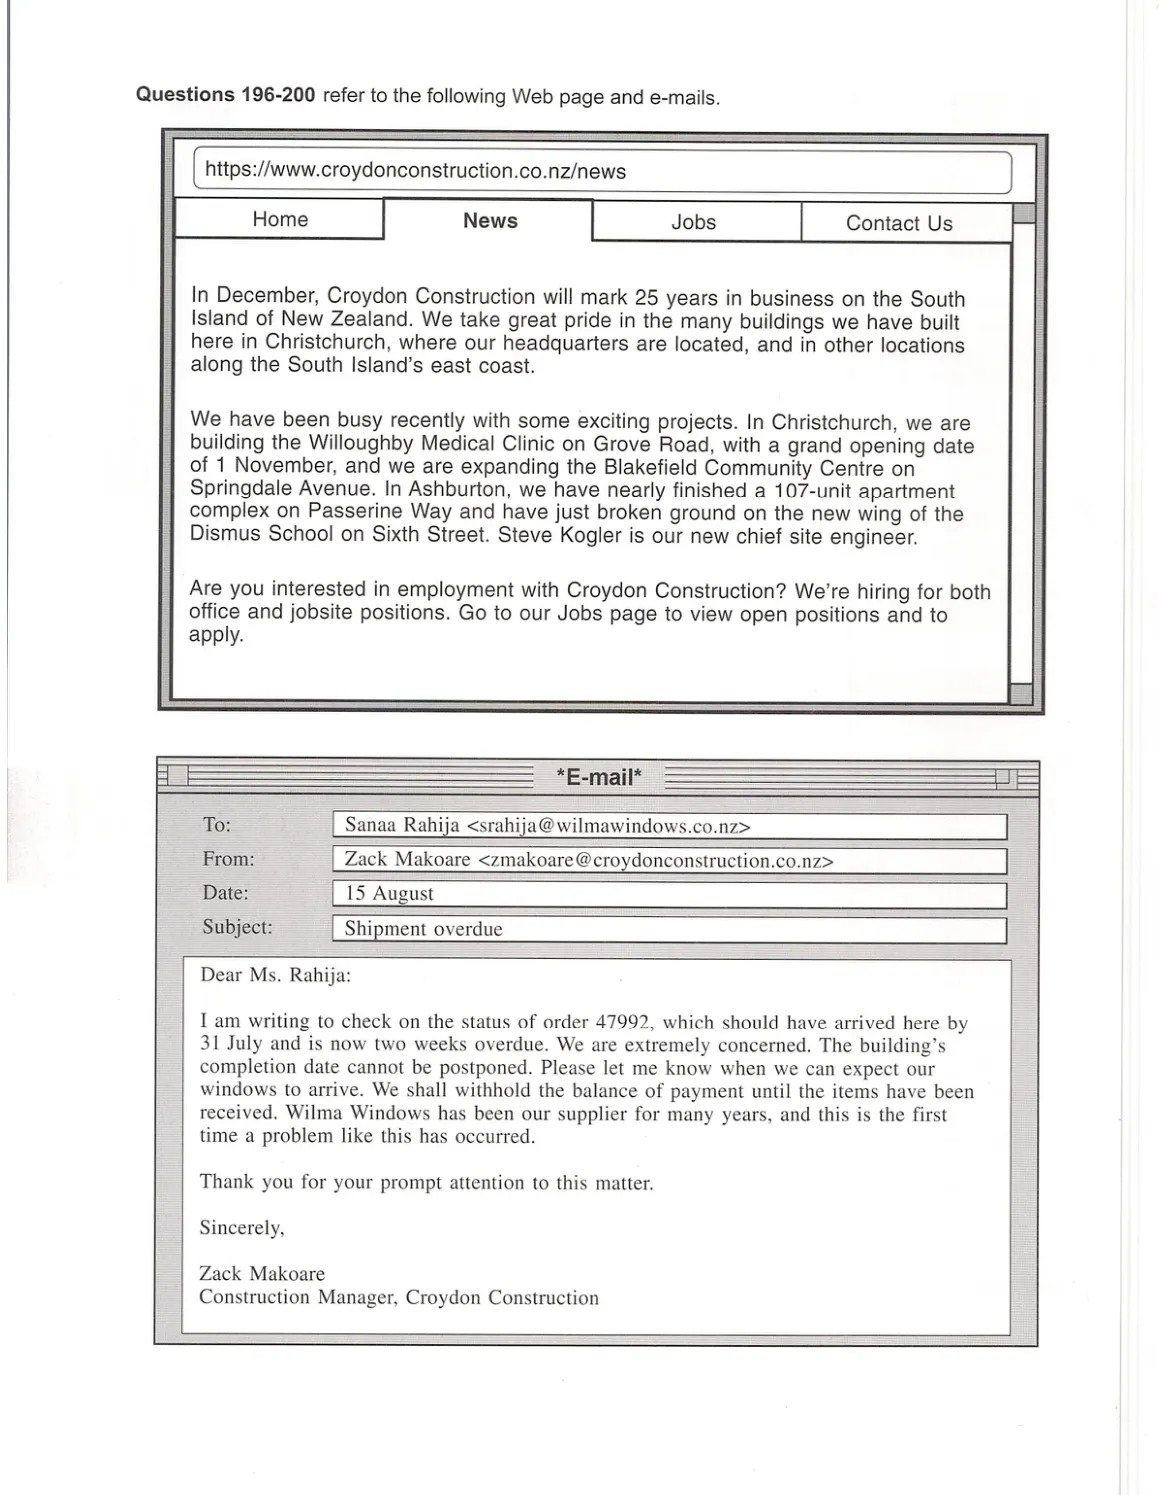 Questions 196-200 refer to the following Web page and e-mails.
https://www.croydonconstruction.co.nz/news
Home News Jobs Contact Us
In December, Croydon Construction will mark 25 years in business on the South
Island of New Zealand. We take great pride in the many buildings we have built
here in Christchurch, where our headquarters are located, and in other locations
along the South Island's east coast.
We have been busy recently with some exciting projects. In Christchurch, we are
building the Willoughby Medical Clinic on Grove Road, with a grand opening date
of 1 November, and we are expanding the Blakefield Community Centre on
Springdale Avenue. In Ashburton, we have nearly finished a 107-unit apartment
complex on Passerine Way and have just broken ground on the new wing of the
Dismus School on Sixth Street. Steve Kogler is our new chief site engineer.
Are you interested in employment with Croydon Construction? We're hiring for both
office and jobsite positions. Go to our Jobs page to view open positions and to
apply.
*E-mail*
To: Sanaa Rahija <srahija@wilmawindows.co.nz>
From: Zack Makoare <zmakoare@croydonconstruction.co.nz>
Date: 15 August
Subject: Shipment overdue
Dear Ms. Rahija:
I am writing to check on the status of order 47992, which should have arrived here by
31 July and is now two weeks overdue. We are extremely concerned. The building's
completion date cannot be postponed. Please let me know when we can expect our
windows to arrive. We shall withhold the balance of payment until the items have been
received. Wilma Windows has been our supplier for many years, and this is the first
time a problem like this has occurred.
Thank you for your prompt attention to this matter.
Sincerely,
Zack Makoare
Construction Manager, Croydon Construction